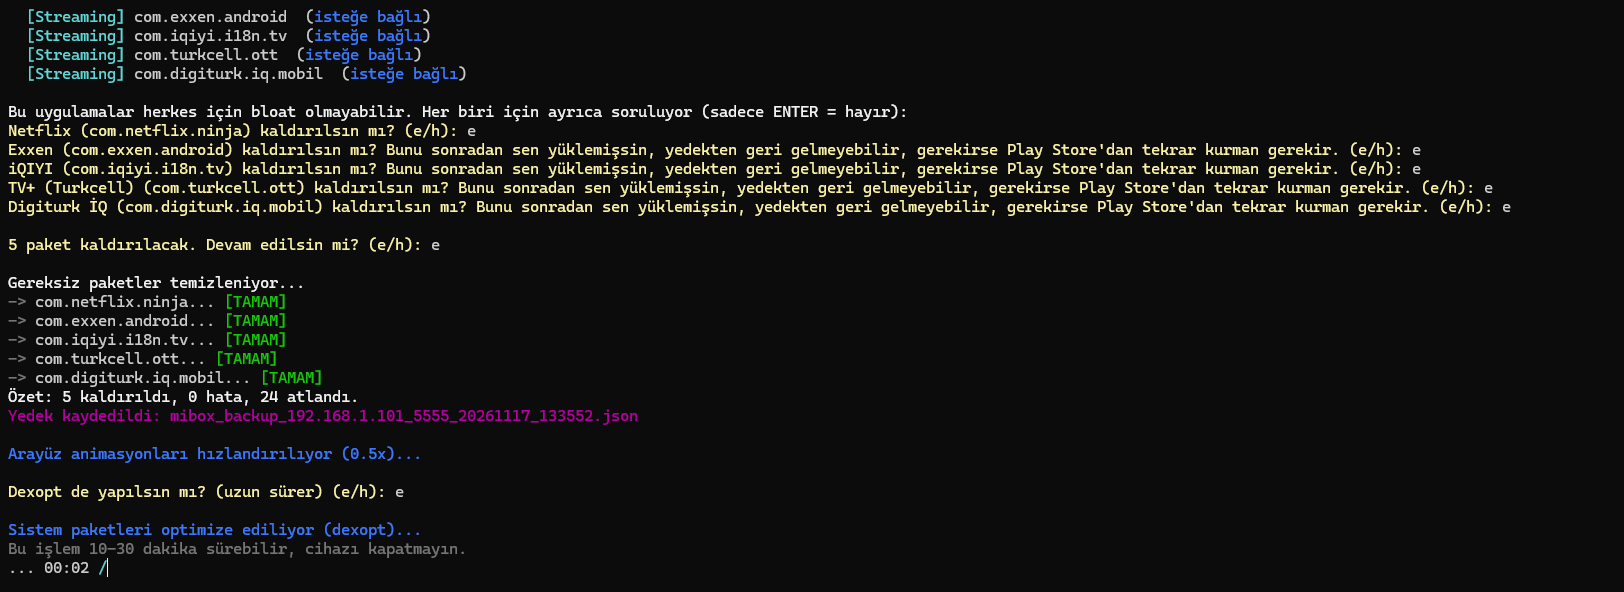 [Streaming] com.exxen.android (isteğe bağlı)
[Streaming] com.iqiyi.i18n.tv (isteğe bağlı)
[Streaming] com.turkcell.ott (isteğe bağlı)
[Streaming] com.digiturk.iq.mobil (isteğe bağlı)
Bu uygulamalar herkes için bloat olmayabilir. Her biri için ayrıca soruluyor (sadece ENTER = hayır):
Netflix (com.netflix.ninja) kaldırılsın mı? (e/h): e
Exxen (com.exxen.android) kaldırılsın mı? Bunu sonradan sen yüklemişsin, yedekten geri gelmeyebilir, gerekirse Play Store'dan tekrar kurman gerekir. (e/h): e
iQIYI (com.iqiyi.i18n.tv) kaldırılsın mı? Bunu sonradan sen yüklemişsin, yedekten geri gelmeyebilir, gerekirse Play Store'dan tekrar kurman gerekir. (e/h): e
TV+ (Turkcell) (com.turkcell.ott) kaldırılsın mı? Bunu sonradan sen yüklemişsin, yedekten geri gelmeyebilir, gerekirse Play Store'dan tekrar kurman gerekir. (e/h): e
Digiturk İQ (com.digiturk.iq.mobil) kaldırılsın mı? Bunu sonradan sen yüklemişsin, yedekten geri gelmeyebilir, gerekirse Play Store'dan tekrar kurman gerekir. (e/h): e
5 paket kaldırılacak. Devam edilsin mi? (e/h): e
Gereksiz paketler temizleniyor...
-> com.netflix.ninja... [TAMAM]
-> com.exxen.android... [TAMAM]
-> com.iqiyi.i18n.tv... [TAMAM]
-> com.turkcell.ott... [TAMAM]
-> com.digiturk.iq.mobil... [TAMAM]
Özet: 5 kaldırıldı, 0 hata, 24 atlandı.
Yedek kaydedildi: mibox_backup_192.168.1.101_5555_20261117_133552.json
Arayüz animasyonları hızlandırılıyor (0.5x)...
Dexopt de yapılsın mı? (uzun sürer) (e/h): e
Sistem paketleri optimize ediliyor (dexopt)...
Bu işlem 10-30 dakika sürebilir, cihazı kapatmayın.
... 00:02 /